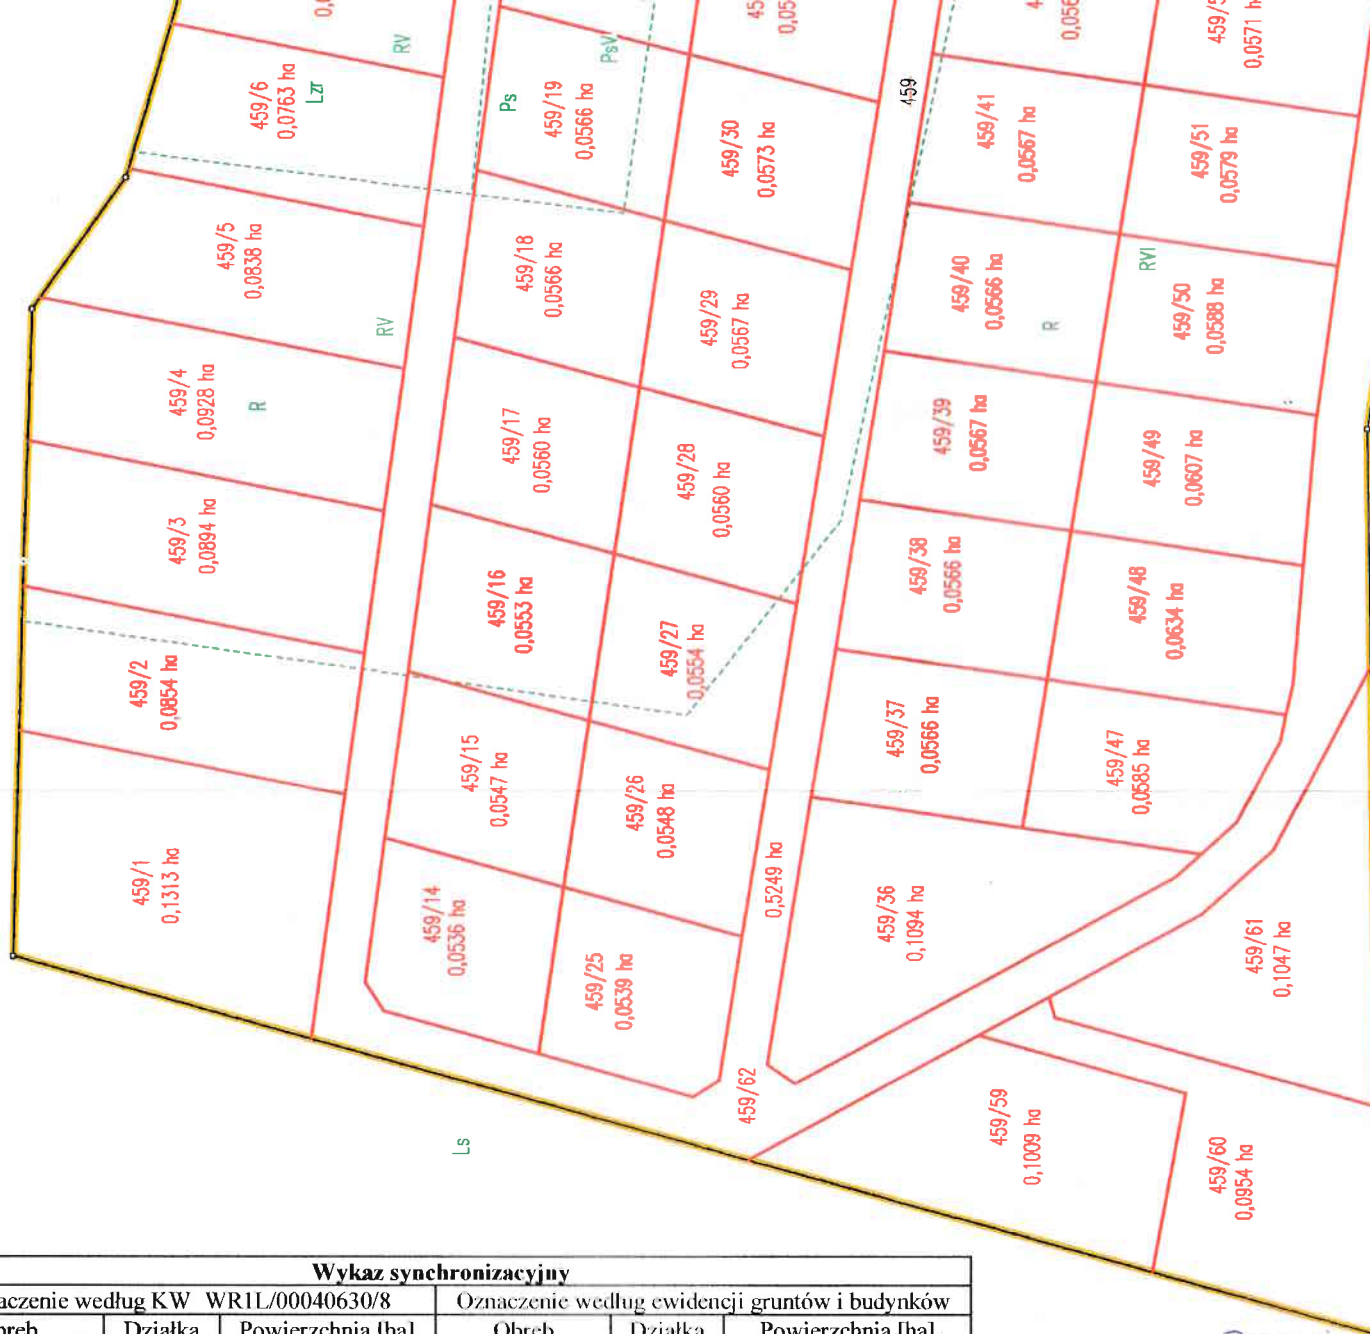 459/6
0,0763 ha
Lzr
RV
459/5
0,0838 ha
RV
459/4
0,0928 ha
R
459/3
0,0894 ha
459/2
0,0854 ha
459/1
0,1313 ha
Ps
459/19
0,0566 ha
PsVI
459/18
0,0566 ha
459/17
0,0560 ha
459/16
0,0553 ha
459/15
0,0547 ha
459/14
0,0536 ha
459/30
0,0573 ha
459/29
0,0567 ha
459/28
0,0560 ha
459/27
0,0554 ha
459/26
0,0548 ha
459/25
0,0539 ha
459
0,5249 ha
459/62
459/41
0,0567 ha
459/40
0,0566 ha
R
459/39
0,0567 ha
459/38
0,0566 ha
459/37
0,0566 ha
459/36
0,1094 ha
0,0571 ha
459/51
0,0579 ha
RVI
459/50
0,0588 ha
459/49
0,0607 ha
459/48
0,0634 ha
459/47
0,0585 ha
459/61
0,1047 ha
459/59
0,1009 ha
459/60
0,0954 ha
Ls
Wykaz synchronizacyjny
według KW WR1L/00040630/8 Oznaczenie według ewidencji gruntów i budynków
Działka Powierzchnia [ha] Obręb Działka Powierzchnia [ha]